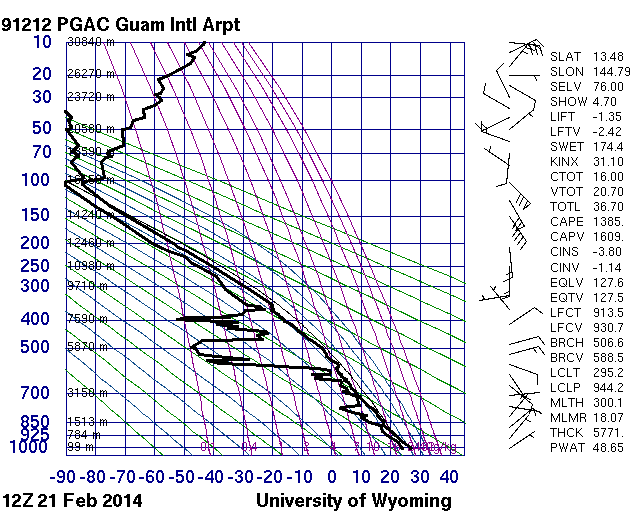 91212 PGAC Guam Intl Arpt
10 30840 m
20 26270 m
30 23720 m
50
70
100
150 14240 m
200 12460 m
250 10980 m
300 9710 m
400 7590 m
500 5870 m
700 3158 m
850 1513 m
925 784 m
1000 99 m
-90 -80 -70 -60 -50 -40 -30 -20 -10 0 10 20 30 40
12Z 21 Feb 2014 University of Wyoming
SLAT 13.48
SLON 144.79
SELV 76.00
SHOW 4.70
LIFT -1.35
LFTV -2.42
SWET 174.4
KINX 31.10
CTOT 16.00
VTOT 20.70
TOTL 36.70
CAPE 1385.
CAPV 1609.
CINS -3.80
CINV -1.14
EQLV 127.6
EQTV 127.5
LFCT 913.5
LFCV 930.7
BRCH 506.6
BRCV 588.5
LCLT 295.2
LCLP 944.2
MLTH 300.1
MLMR 18.07
THCK 5771.
PWAT 48.65